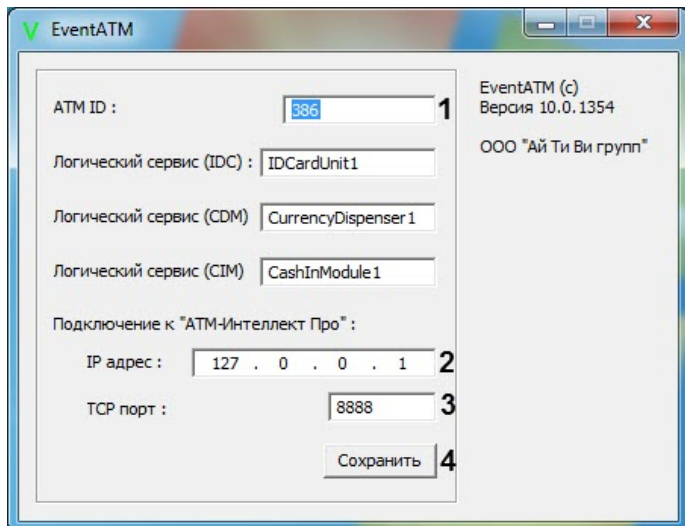 EventATM
ATM ID :
386
1
EventATM (c)
Версия 10.0.1354
ООО "Ай Ти Ви групп"
Логический сервис (IDC) :
IDCardUnit1
Логический сервис (CDM)
CurrencyDispenser1
Логический сервис (CIM)
CashInModule1
Подключение к "ATM-Интеллект Про" :
IP адрес :
127 . 0 . 0 . 1
2
TCP порт :
8888
3
Сохранить
4